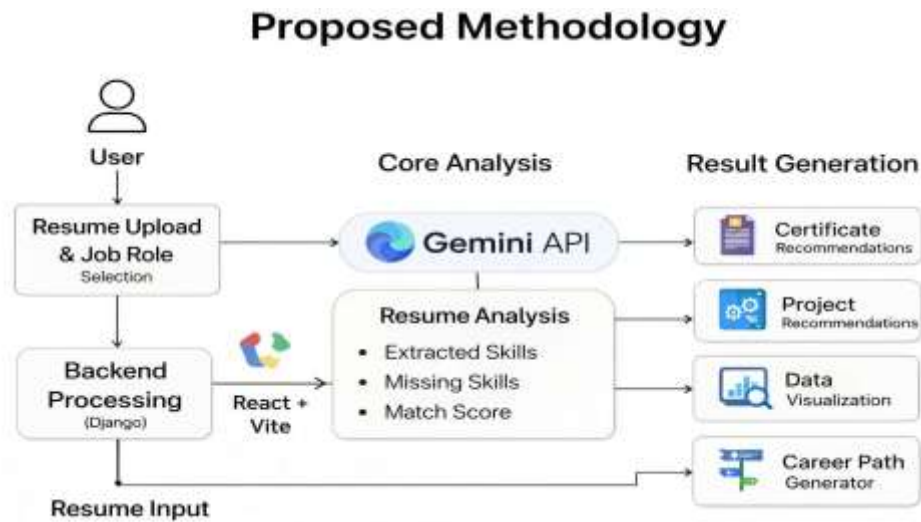 Proposed Methodology
User
Core Analysis
Result Generation
Resume Upload
& Job Role
Selection
Gemini API
Certificate
Recommendations
Resume Analysis
• Extracted Skills
• Missing Skills
• Match Score
Project
Recommendations
Backend
Processing
(Django)
React +
Vite
Data
Visualization
Career Path
Generator
Resume Input